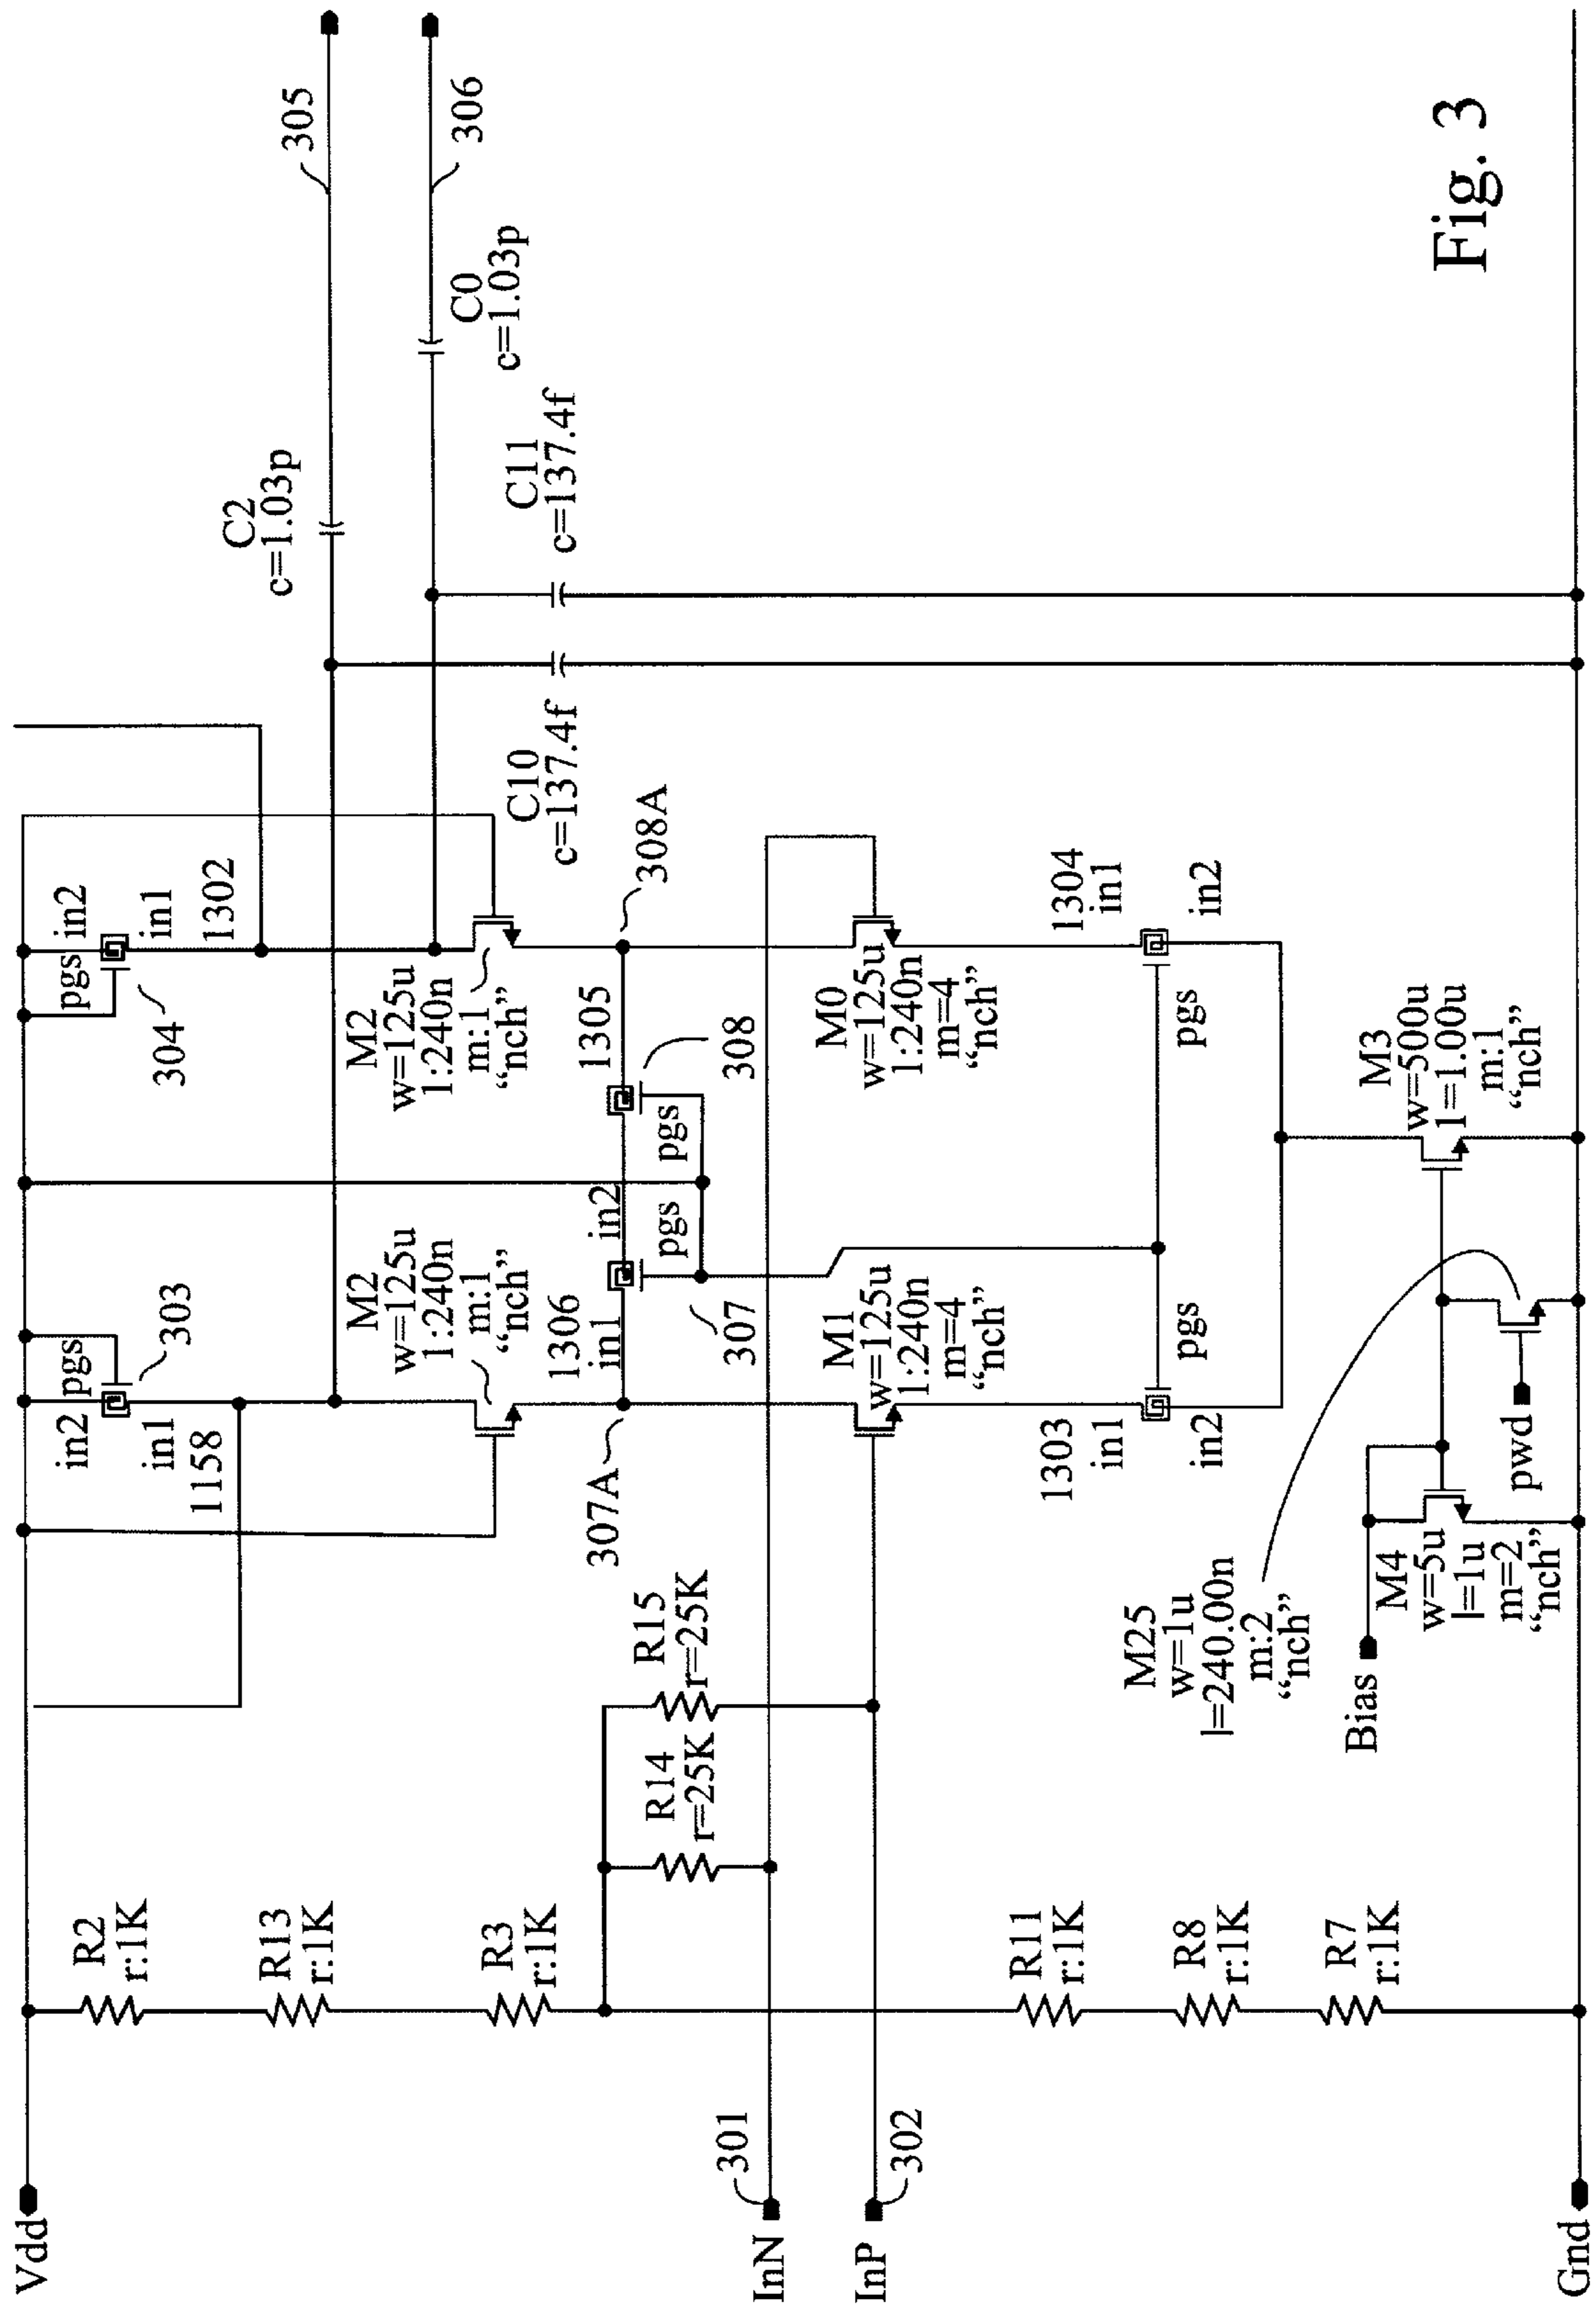 Vdd
InN
301
InP
302
Gnd
R2
r:1K
R13
r:1K
R3
r:1K
R11
r:1K
R8
r:1K
R7
r:1K
R14
r=25K
R15
r=25K
in2
pgs
303
in1
1158
M2
w=125u
1:240n
m:1
“nch”
307A
1306
in1
in2
pgs
307
pgs
308
1305
308A
M1
w=125u
1:240n
m=4
“nch”
1303
in1
in2
pgs
in2
pgs
304
in1
1302
M2
w=125u
1:240n
m:1
“nch”
M0
w=125u
1:240n
m=4
“nch”
1304
in1
in2
pgs
M25
w=1u
l=240.00n
m:2
“nch”
Bias
M4
w=5u
l=1u
m=2
“nch”
pwd
M3
w=500u
1=1.00u
m:1
“nch”
C10
c=137.4f
C11
c=137.4f
C2
c=1.03p
C0
c=1.03p
305
306
Fig. 3